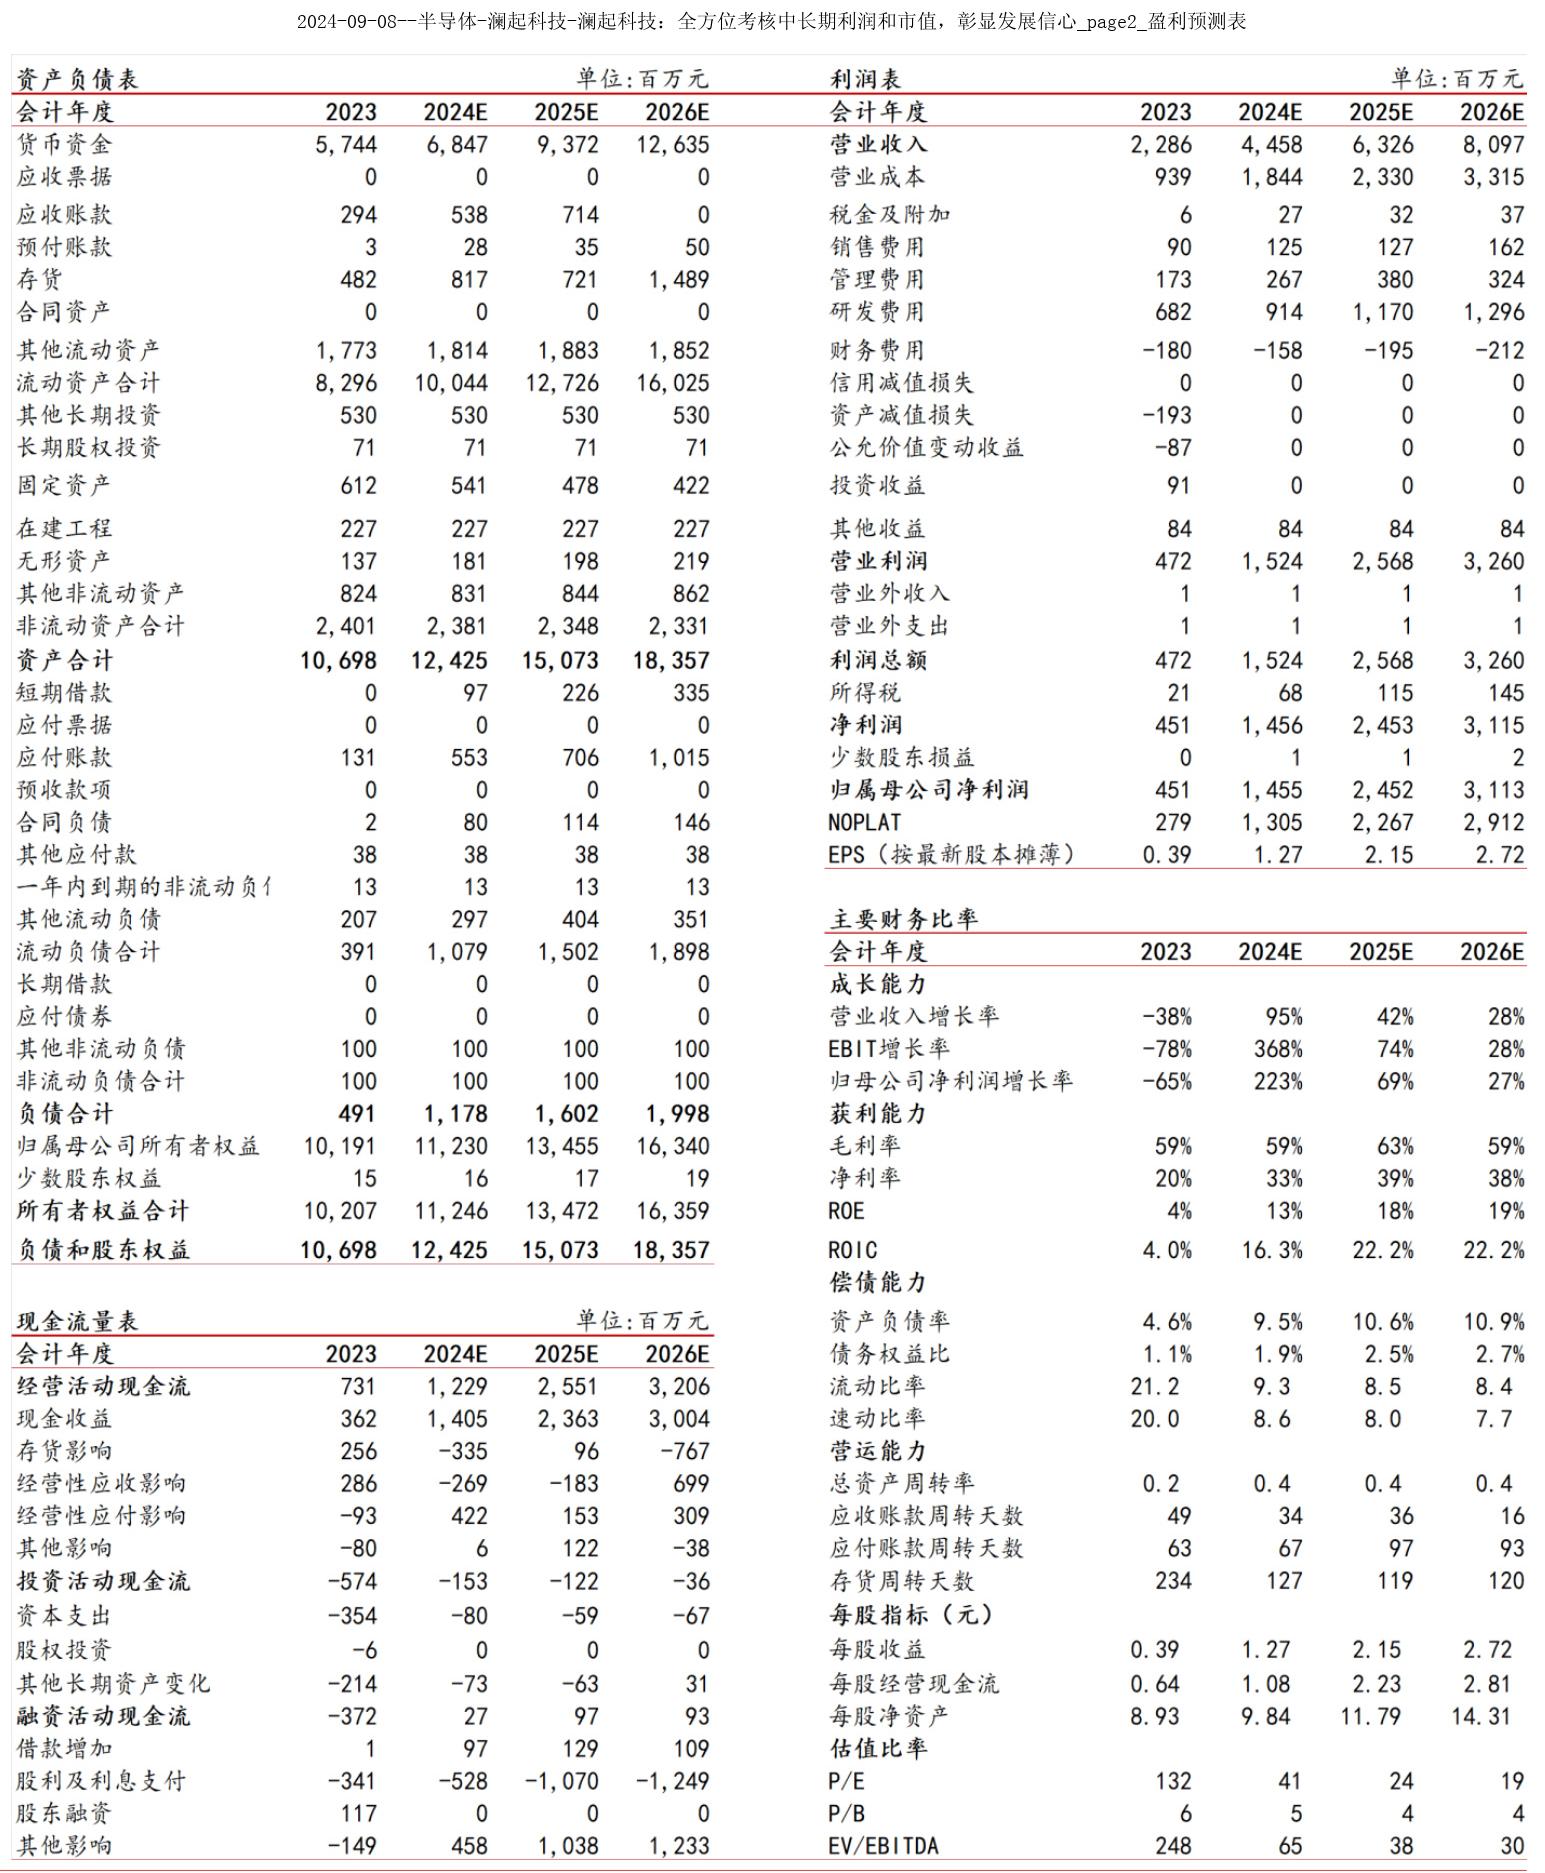 2024-09-08--半导体-澜起科技-澜起科技：全方位考核中长期利润和市值，彰显发展信心_page2_盈利预测表
资产负债表 单位:百万元
会计年度 2023 2024E 2025E 2026E
货币资金 5,744 6,847 9,372 12,635
应收票据 0 0 0 0
应收账款 294 538 714 0
预付账款 3 28 35 50
存货 482 817 721 1,489
合同资产 0 0 0 0
其他流动资产 1,773 1,814 1,883 1,852
流动资产合计 8,296 10,044 12,726 16,025
其他长期投资 530 530 530 530
长期股权投资 71 71 71 71
固定资产 612 541 478 422
在建工程 227 227 227 227
无形资产 137 181 198 219
其他非流动资产 824 831 844 862
非流动资产合计 2,401 2,381 2,348 2,331
资产合计 10,698 12,425 15,073 18,357
短期借款 0 97 226 335
应付票据 0 0 0 0
应付账款 131 553 706 1,015
预收款项 0 0 0 0
合同负债 2 80 114 146
其他应付款 38 38 38 38
一年内到期的非流动负 13 13 13 13
其他流动负债 207 297 404 351
流动负债合计 391 1,079 1,502 1,898
长期借款 0 0 0 0
应付债券 0 0 0 0
其他非流动负债 100 100 100 100
非流动负债合计 100 100 100 100
负债合计 491 1,178 1,602 1,998
归属母公司所有者权益 10,191 11,230 13,455 16,340
少数股东权益 15 16 17 19
所有者权益合计 10,207 11,246 13,472 16,359
负债和股东权益 10,698 12,425 15,073 18,357
现金流量表 单位:百万元
会计年度 2023 2024E 2025E 2026E
经营活动现金流 731 1,229 2,551 3,206
现金收益 362 1,405 2,363 3,004
存货影响 256 -335 96 -767
经营性应收影响 286 -269 -183 699
经营性应付影响 -93 422 153 309
其他影响 -80 6 122 -38
投资活动现金流 -574 -153 -122 -36
资本支出 -354 -80 -59 -67
股权投资 -6 0 0 0
其他长期资产变化 -214 -73 -63 31
融资活动现金流 -372 27 97 93
借款增加 1 97 129 109
股利及利息支付 -341 -528 -1,070 -1,249
股东融资 117 0 0 0
其他影响 -149 458 1,038 1,233
利润表 单位:百万元
会计年度 2023 2024E 2025E 2026E
营业收入 2,286 4,458 6,326 8,097
营业成本 939 1,844 2,330 3,315
税金及附加 6 27 32 37
销售费用 90 125 127 162
管理费用 173 267 380 324
研发费用 682 914 1,170 1,296
财务费用 -180 -158 -195 -212
信用减值损失 0 0 0 0
资产减值损失 -193 0 0 0
公允价值变动收益 -87 0 0 0
投资收益 91 0 0 0
其他收益 84 84 84 84
营业利润 472 1,524 2,568 3,260
营业外收入 1 1 1 1
营业外支出 1 1 1 1
利润总额 472 1,524 2,568 3,260
所得税 21 68 115 145
净利润 451 1,456 2,453 3,115
少数股东损益 0 1 1 2
归属母公司净利润 451 1,455 2,452 3,113
NOPLAT 279 1,305 2,267 2,912
EPS（按最新股本摊薄） 0.39 1.27 2.15 2.72
主要财务比率
会计年度 2023 2024E 2025E 2026E
成长能力
营业收入增长率 -38% 95% 42% 28%
EBIT增长率 -78% 368% 74% 28%
归母公司净利润增长率 -65% 223% 69% 27%
获利能力
毛利率 59% 59% 63% 59%
净利率 20% 33% 39% 38%
ROE 4% 13% 18% 19%
ROIC 4.0% 16.3% 22.2% 22.2%
偿债能力
资产负债率 4.6% 9.5% 10.6% 10.9%
债务权益比 1.1% 1.9% 2.5% 2.7%
流动比率 21.2 9.3 8.5 8.4
速动比率 20.0 8.6 8.0 7.7
营运能力
总资产周转率 0.2 0.4 0.4 0.4
应收账款周转天数 49 34 36 16
应付账款周转天数 63 67 97 93
存货周转天数 234 127 119 120
每股指标（元）
每股收益 0.39 1.27 2.15 2.72
每股经营现金流 0.64 1.08 2.23 2.81
每股净资产 8.93 9.84 11.79 14.31
估值比率
P/E 132 41 24 19
P/B 6 5 4 4
EV/EBITDA 248 65 38 30